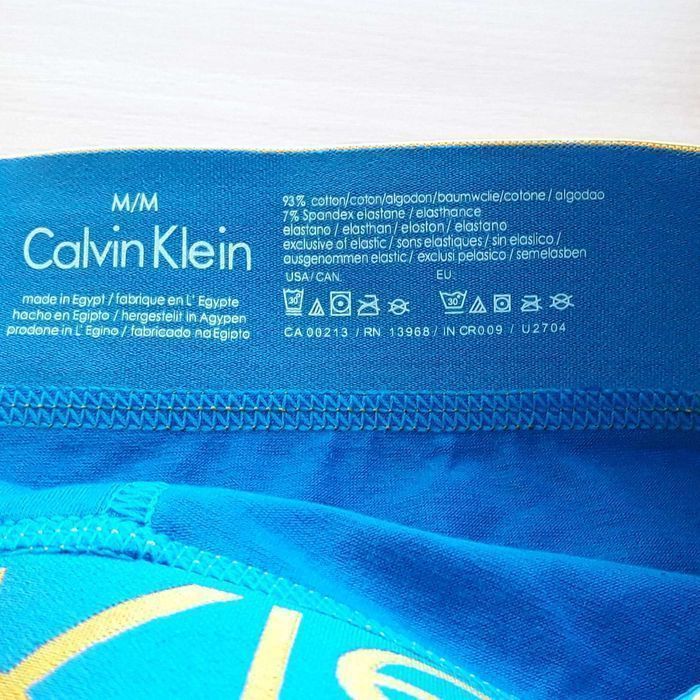 M/M
Calvin Klein
made in Egypt / fabrique en L' Egypte
hacho en Egipto / hergestelit in Agypen
prodone in L' Egino / fabricado na Egipto
93% cotton/coton/algodon/baumwclie/cotone / algodao
7% Spandex elastane / elasthance
elastano / elasthan / eloston / elastano
exclusive of elastic / sons elastiques / sin elasico /
ausgenommen elastic / exclusi pelasico / semelasben
USA/CAN. EU:
30 30
CA 00213 / RN 13968 / IN CR009 / U2704
Kle